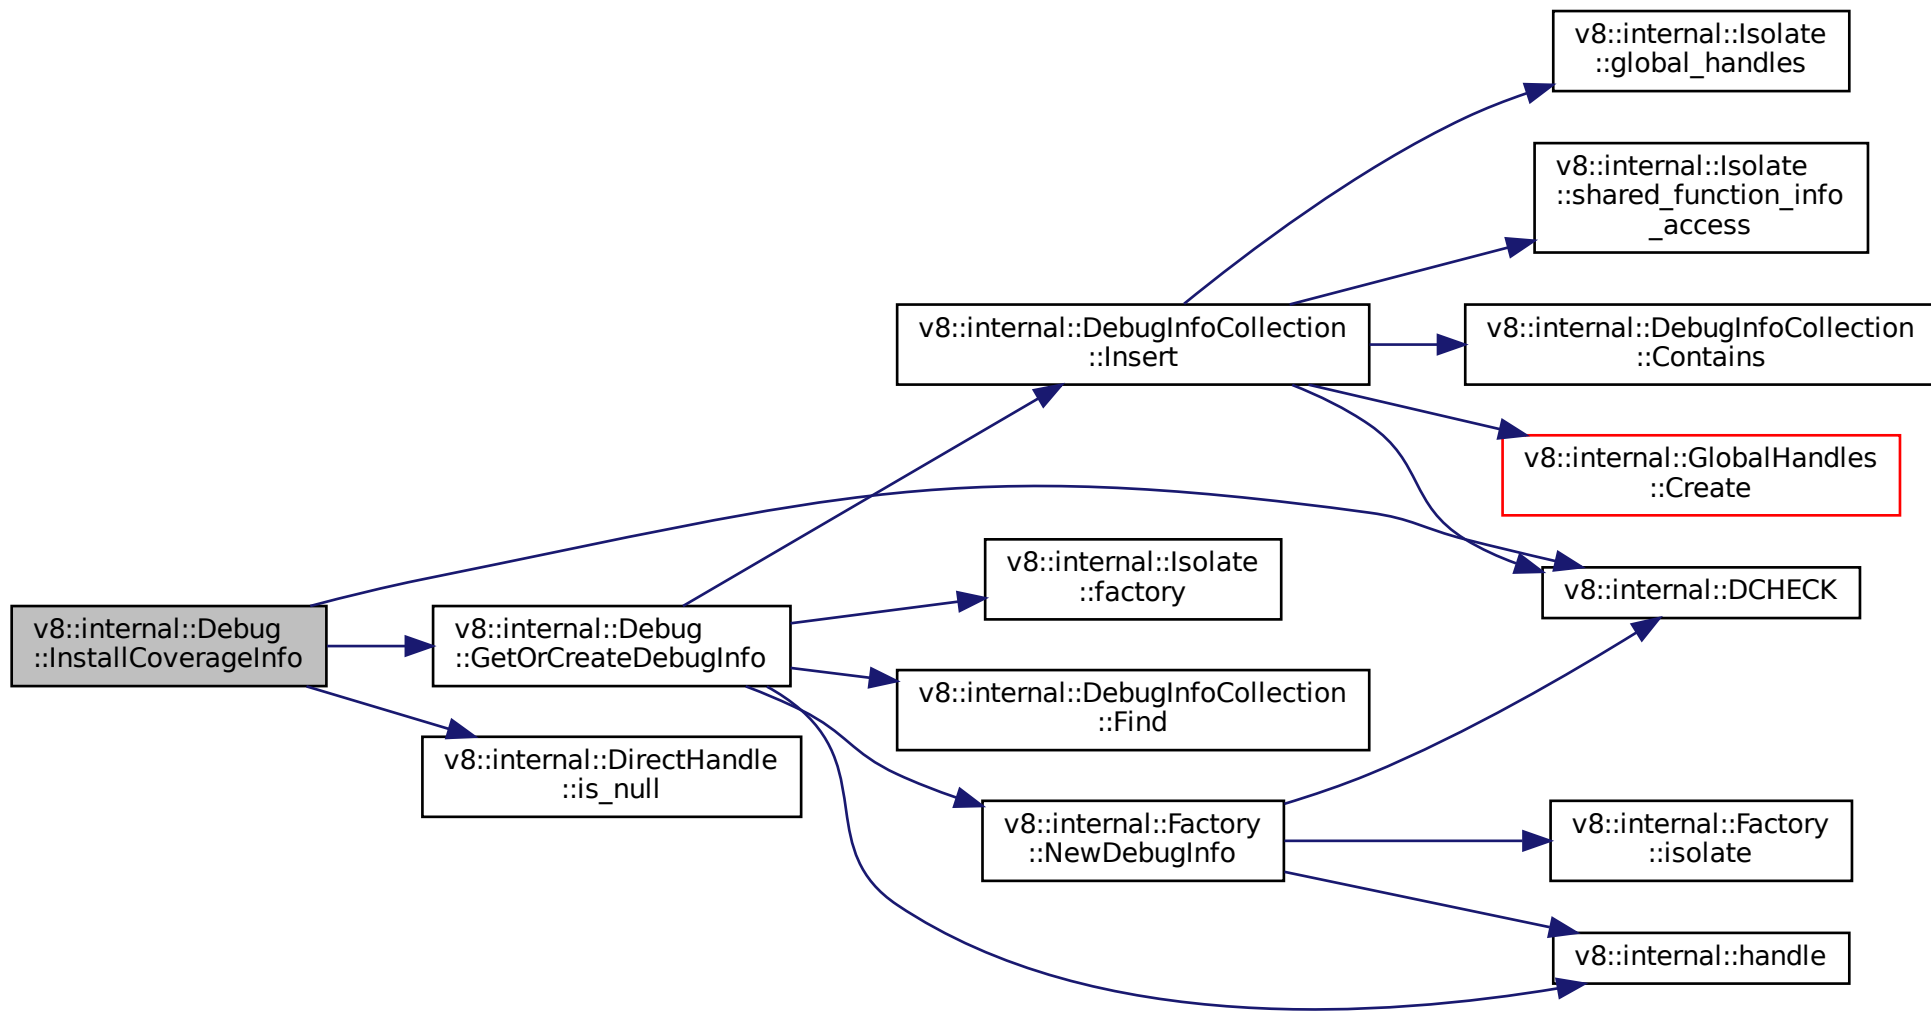 v8::internal::Debug
::InstallCoverageInfo
v8::internal::Debug
::GetOrCreateDebugInfo
v8::internal::DirectHandle
::is_null
v8::internal::DebugInfoCollection
::Insert
v8::internal::Isolate
::factory
v8::internal::DebugInfoCollection
::Find
v8::internal::Factory
::NewDebugInfo
v8::internal::Isolate
::global_handles
v8::internal::Isolate
::shared_function_info
_access
v8::internal::DebugInfoCollection
::Contains
v8::internal::GlobalHandles
::Create
v8::internal::DCHECK
v8::internal::Factory
::isolate
v8::internal::handle